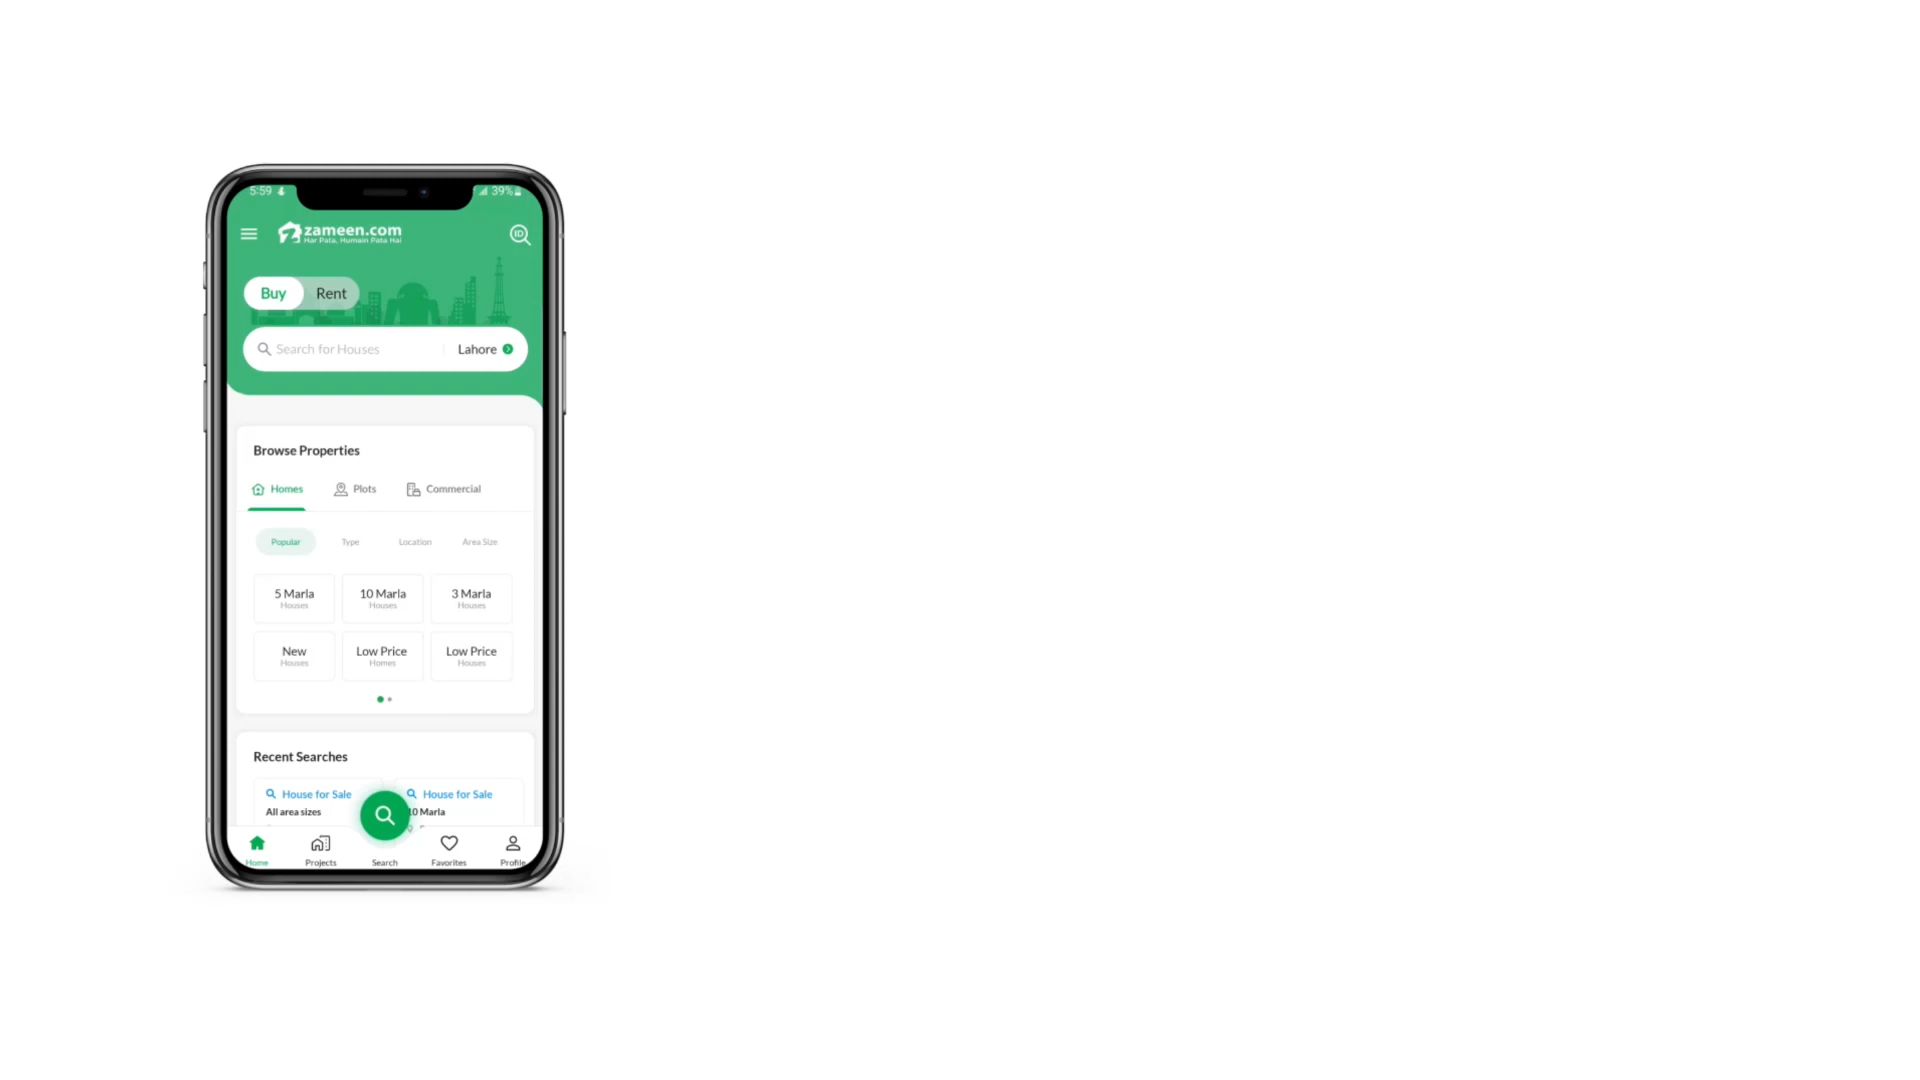 5:59 39%
zameen.com
Har Pata, Humain Pata Hai
ID
Buy Rent
Search for Houses Lahore
Browse Properties
Homes Plots Commercial
Popular Type Location Area Size
5 Marla 10 Marla 3 Marla
Houses Houses Houses
New Low Price Low Price
Houses Homes Houses
Recent Searches
House for Sale House for Sale
All area sizes 10 Marla
Home Projects Search Favorites Profile